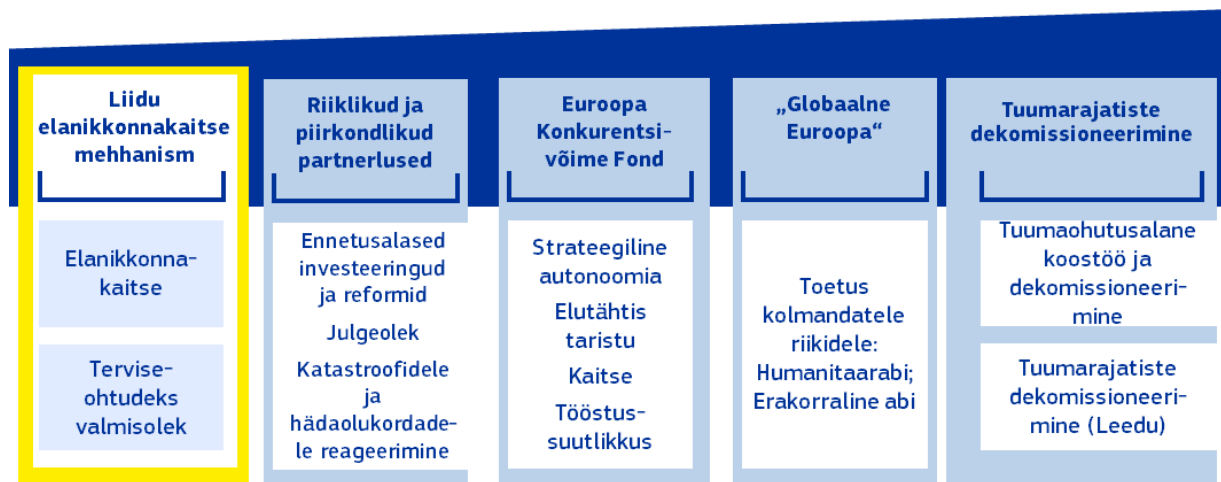 Liidu
elanikkonnakaitse
mehhanism
Elanikkonna-
kaitse
Tervise-
ohtudeks
valmisolek
Riiklikud ja
piirkondlikud
partnerlused
Ennetusalased
investeeringud
ja reformid
Julgeolek
Katastroofidele
ja
hädaolukordade-
le reageerimine
Euroopa
Konkurentsi-
võime Fond
Strateegiline
autonoomia
Elutähtis
taristu
Kaitse
Tööstus-
suutlikkus
„Globaalne
Euroopa“
Toetus
kolmandatele
riikidele:
Humanitaarabi;
Erakorraline abi
Tuumarajatiste
dekomissioneerimine
Tuumaohutusalane
koostöö ja
dekomissioneeri-
mine
Tuumarajatiste
dekomissioneeri-
mine (Leedu)